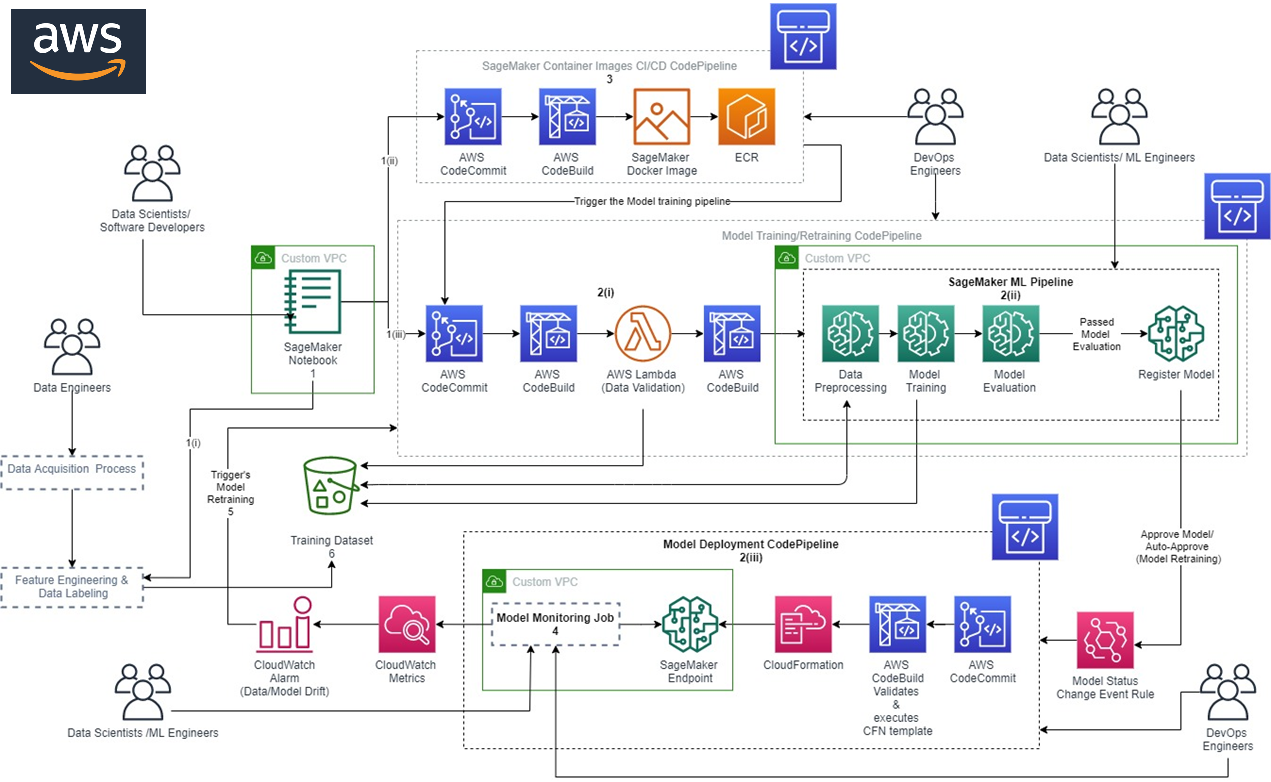 aws
SageMaker Container Images CI/CD CodePipeline
3
AWS
CodeCommit
AWS
CodeBuild
SageMaker
Docker Image
ECR
DevOps
Engineers
Data Scientists/ ML Engineers
1(ii)
Data Scientists/
Software Developers
Trigger the Model training pipeline
Model Training/Retraining CodePipeline
Custom VPC
SageMaker
Notebook
1
1(iii)
2(i)
AWS
CodeCommit
AWS
CodeBuild
AWS Lambda
(Data Validation)
AWS
CodeBuild
Custom VPC
SageMaker ML Pipeline
2(ii)
Data
Preprocessing
Model
Training
Model
Evaluation
Passed
Model
Evaluation
Register Model
Data Engineers
Data Acquisition  Process
1(i)
Trigger's
Model
Retraining
5
Training Dataset
6
Feature Engineering &
Data Labeling
Model Deployment CodePipeline
2(iii)
Custom VPC
Model Monitoring Job
4
SageMaker
Endpoint
CloudFormation
AWS
CodeBuild
Validates
&
executes
CFN template
AWS
CodeCommit
Approve Model/
Auto-Approve
(Model Retraining)
Model Status
Change Event Rule
CloudWatch
Alarm
(Data/Model Drift)
CloudWatch
Metrics
Data Scientists /ML Engineers
DevOps
Engineers